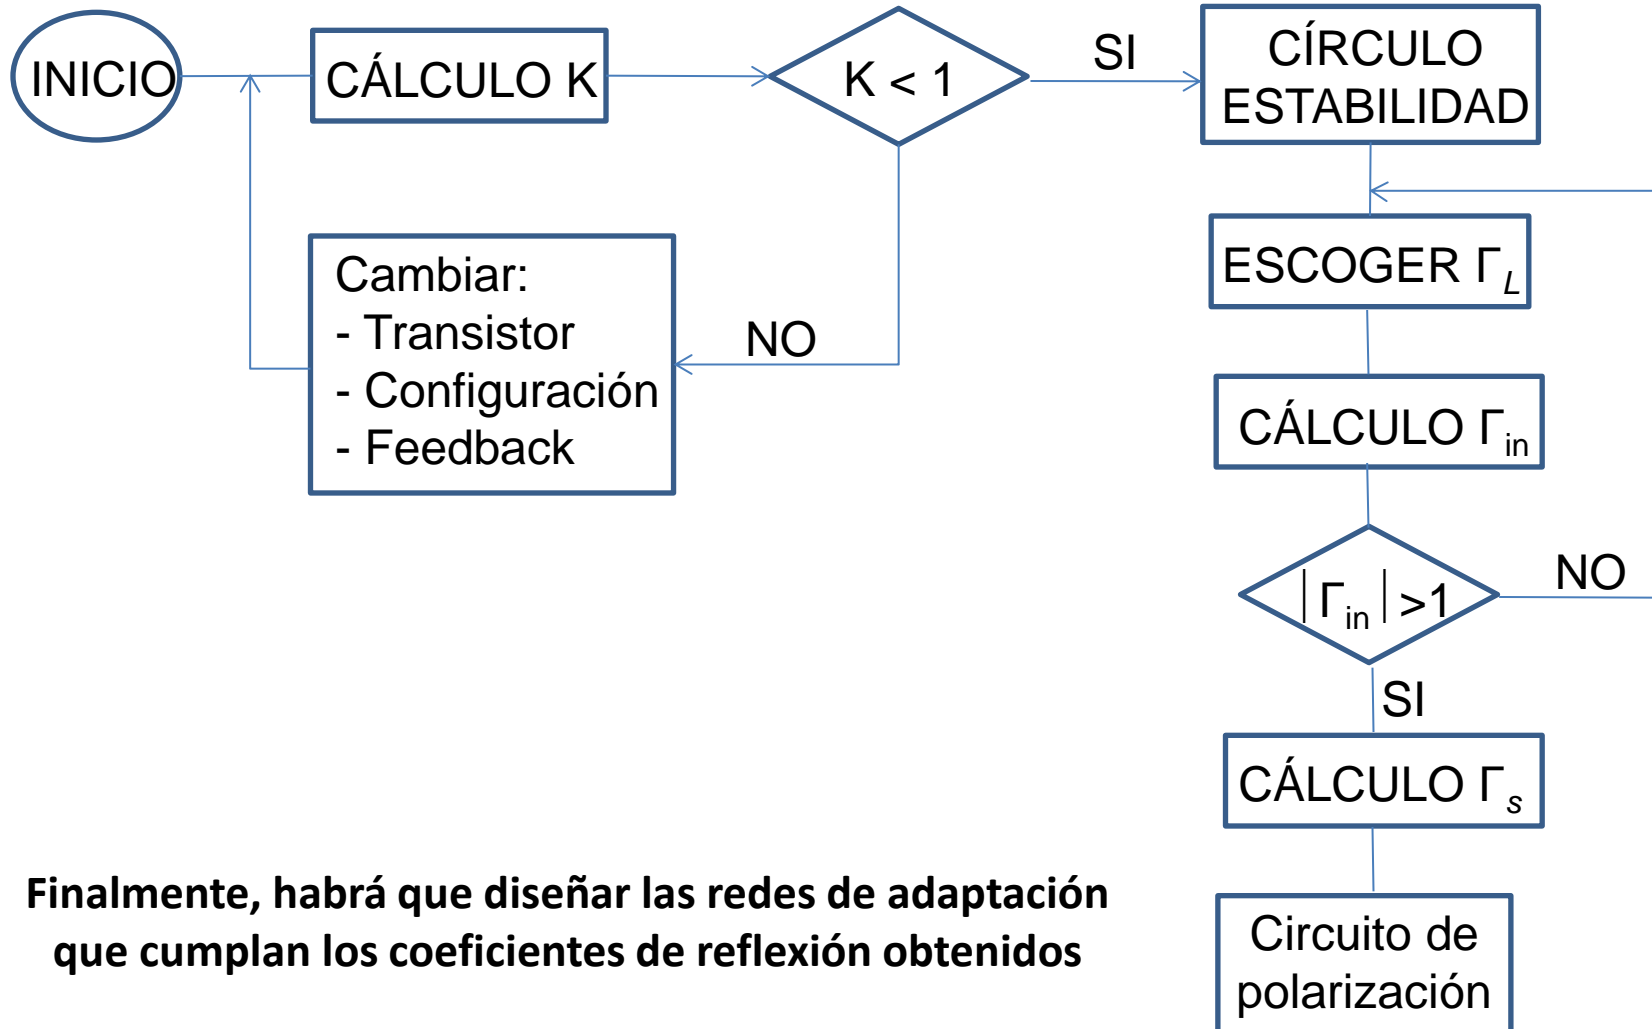 INICIO
CÁLCULO K
K < 1
SI
CÍRCULO
ESTABILIDAD
NO
Cambiar:
- Transistor
- Configuración
- Feedback
ESCOGER ΓL
CÁLCULO Γin
|Γin| >1
NO
SI
CÁLCULO Γs
Circuito de
polarización
Finalmente, habrá que diseñar las redes de adaptación
que cumplan los coeficientes de reflexión obtenidos